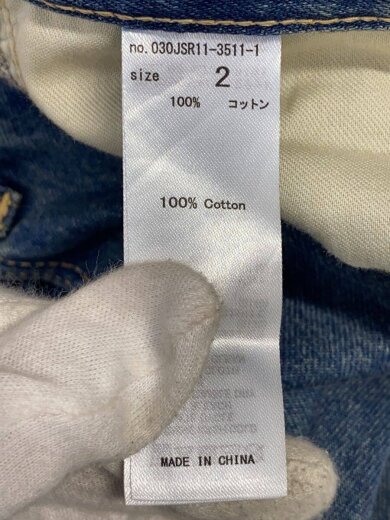 no.030JSR11-3511-1
size 2
100% コットン
100% Cotton
MADE IN CHINA